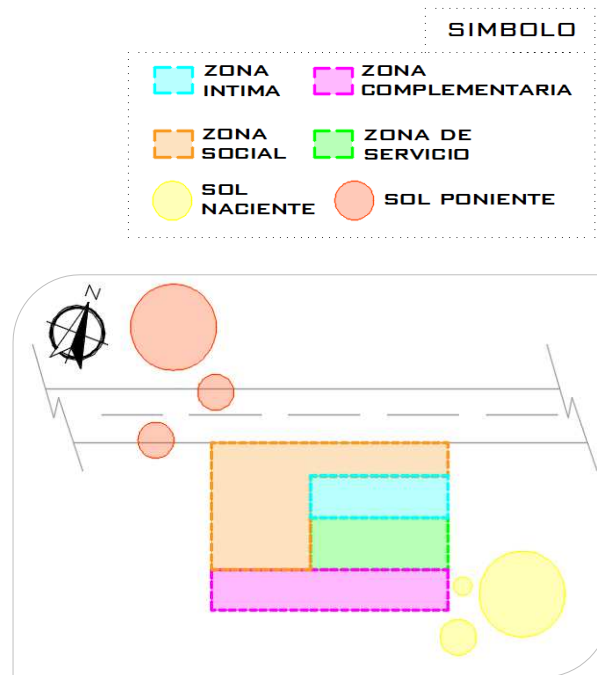 SIMBOLO
ZONA
INTIMA
ZONA
COMPLEMENTARIA
ZONA
SOCIAL
ZONA DE
SERVICIO
SOL
NACIENTE
SOL PONIENTE
N